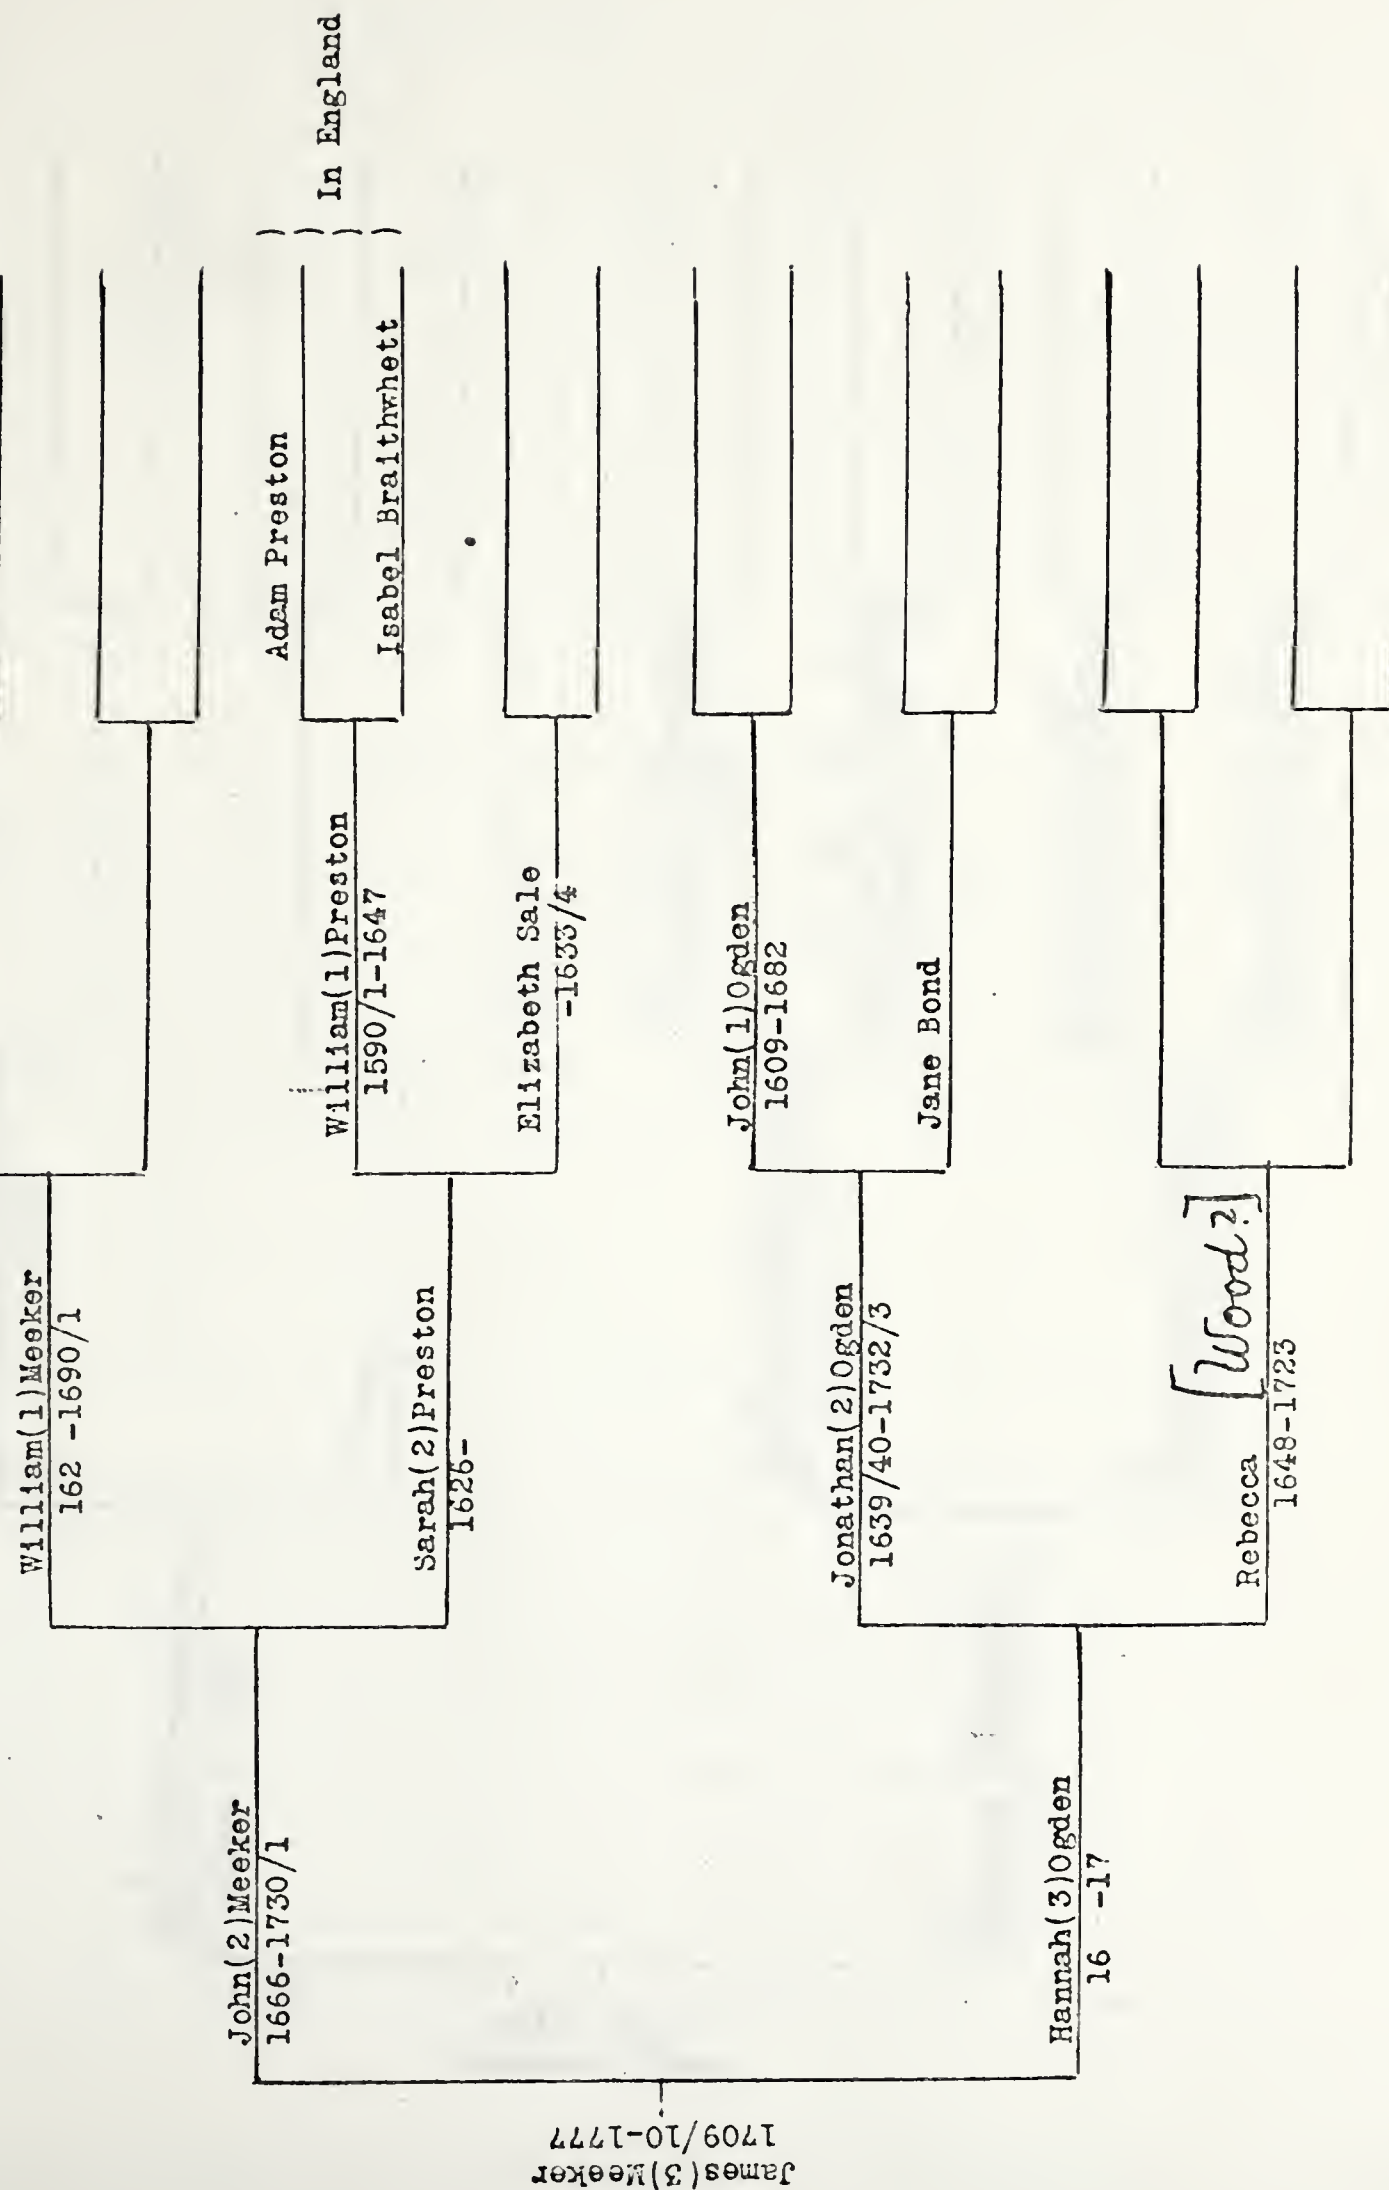 James(3)Meeker
1709/10-1777
John(2)Meeker
1666-1730/1
Hannah(3)Ogden
16 -17
William(1)Meeker
162 -1690/1
Sarah(2)Preston
1626-
Jonathan(2)Ogden
1639/40-1732/3
Rebecca [Wood?]
1648-1723
William(1)Preston
1590/1-1647
Elizabeth Sale
-1633/4
John(1)Ogden
1609-1682
Jane Bond
Adam Preston
Isabel Braithwhett
In England